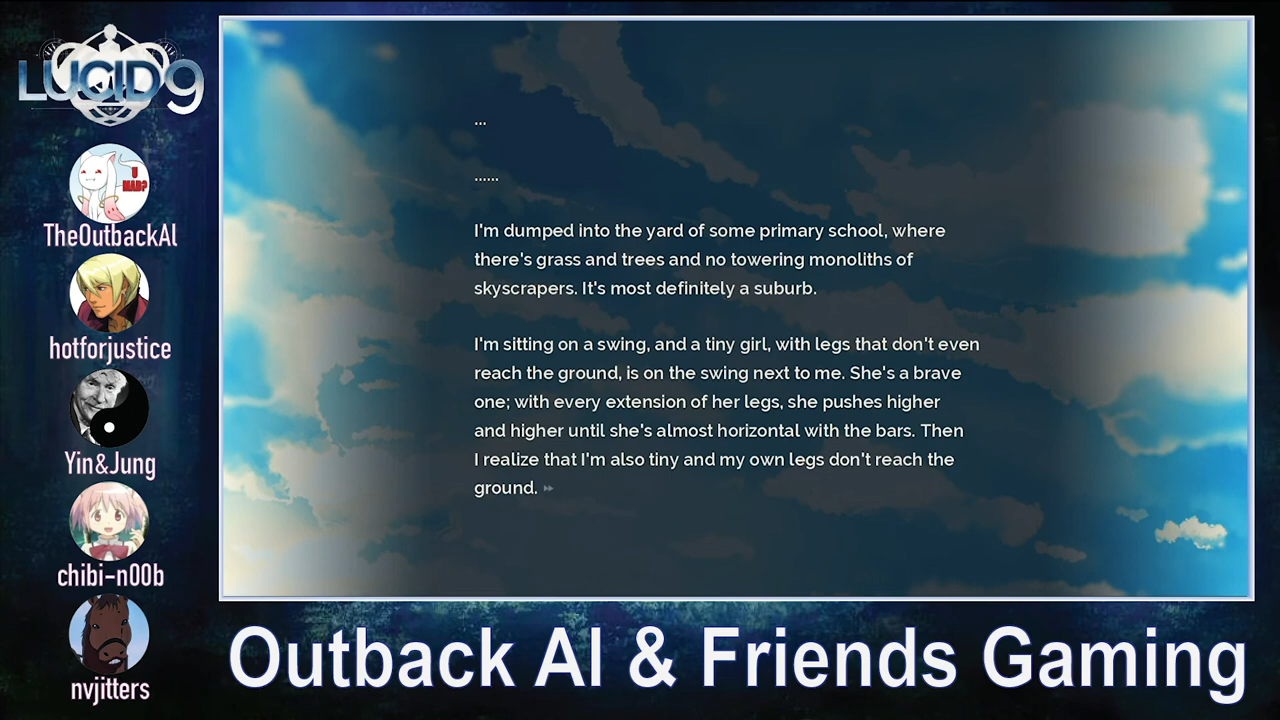 LUCID9
U
MAD?
TheOutbackAl
hotforjustice
Yin&Jung
chibi-n00b
nvjitters
...
......
I'm dumped into the yard of some primary school, where
there's grass and trees and no towering monoliths of
skyscrapers. It's most definitely a suburb.
I'm sitting on a swing, and a tiny girl, with legs that don't even
reach the ground, is on the swing next to me. She's a brave
one; with every extension of her legs, she pushes higher
and higher until she's almost horizontal with the bars. Then
I realize that I'm also tiny and my own legs don't reach the
ground.
Outback Al & Friends Gaming